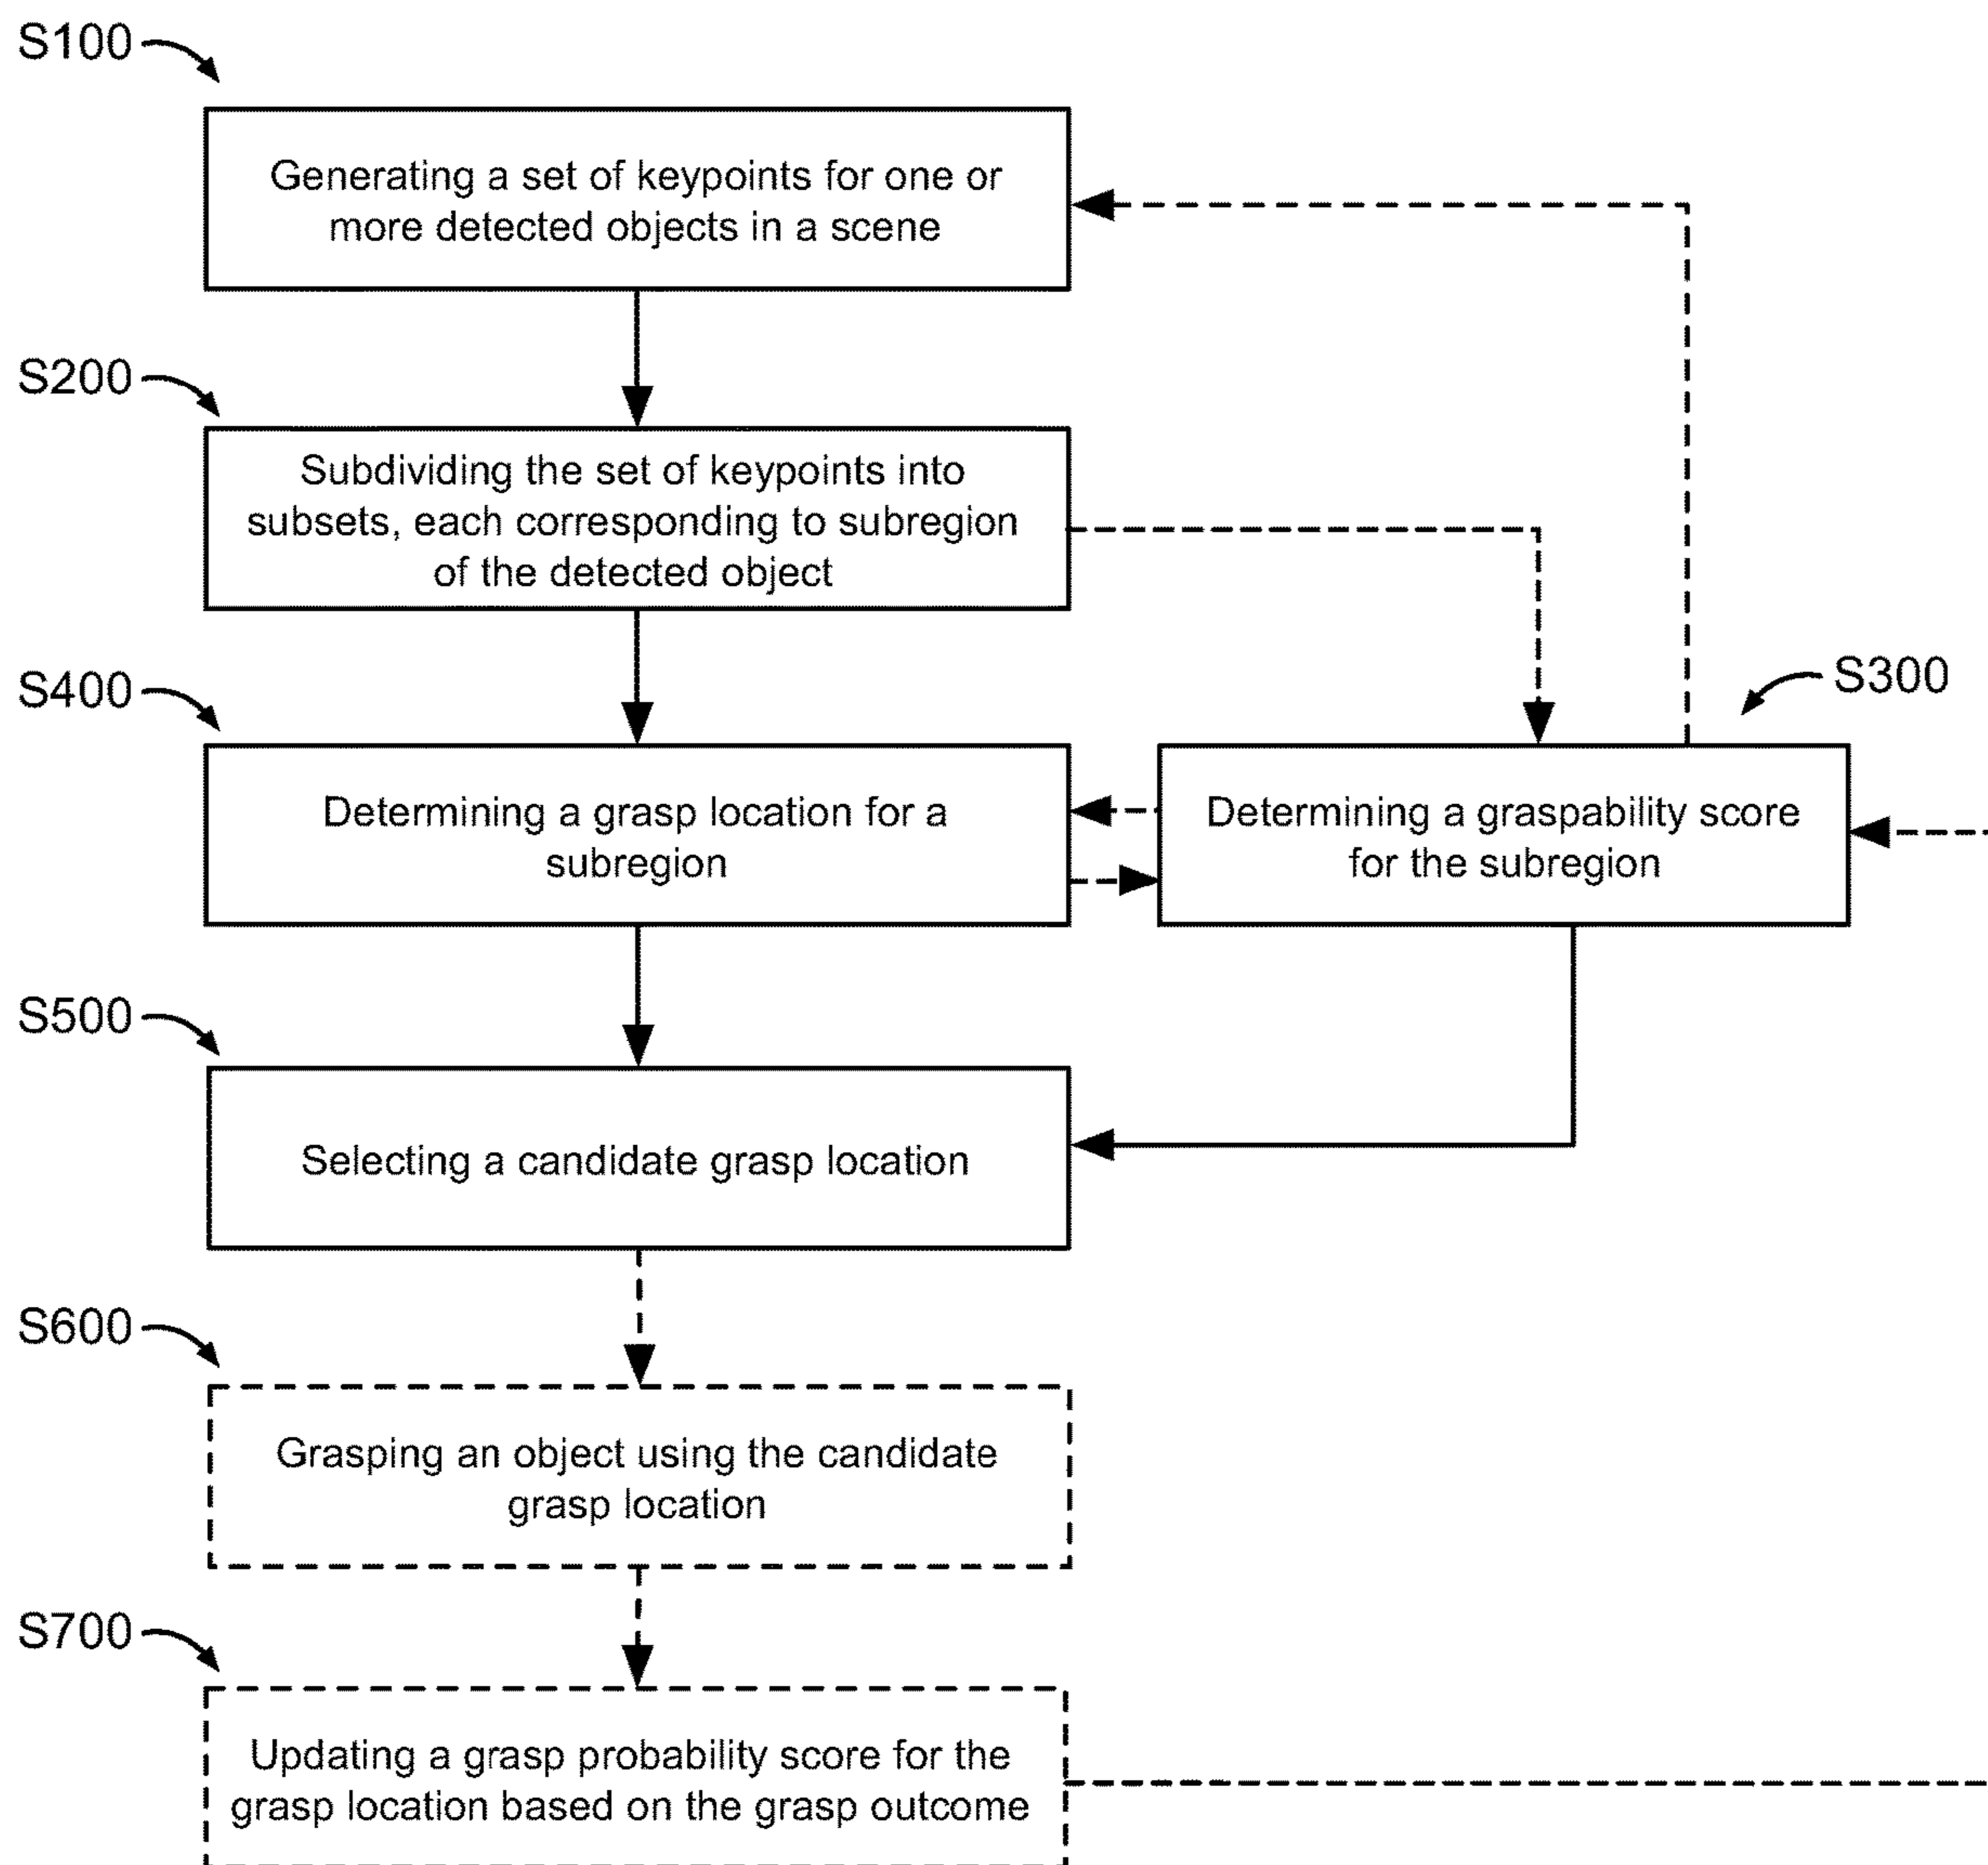 S100
Generating a set of keypoints for one or
more detected objects in a scene
S200
Subdividing the set of keypoints into
subsets, each corresponding to subregion
of the detected object
S400
Determining a grasp location for a
subregion
S300
Determining a graspability score
for the subregion
S500
Selecting a candidate grasp location
S600
Grasping an object using the candidate
grasp location
S700
Updating a grasp probability score for the
grasp location based on the grasp outcome